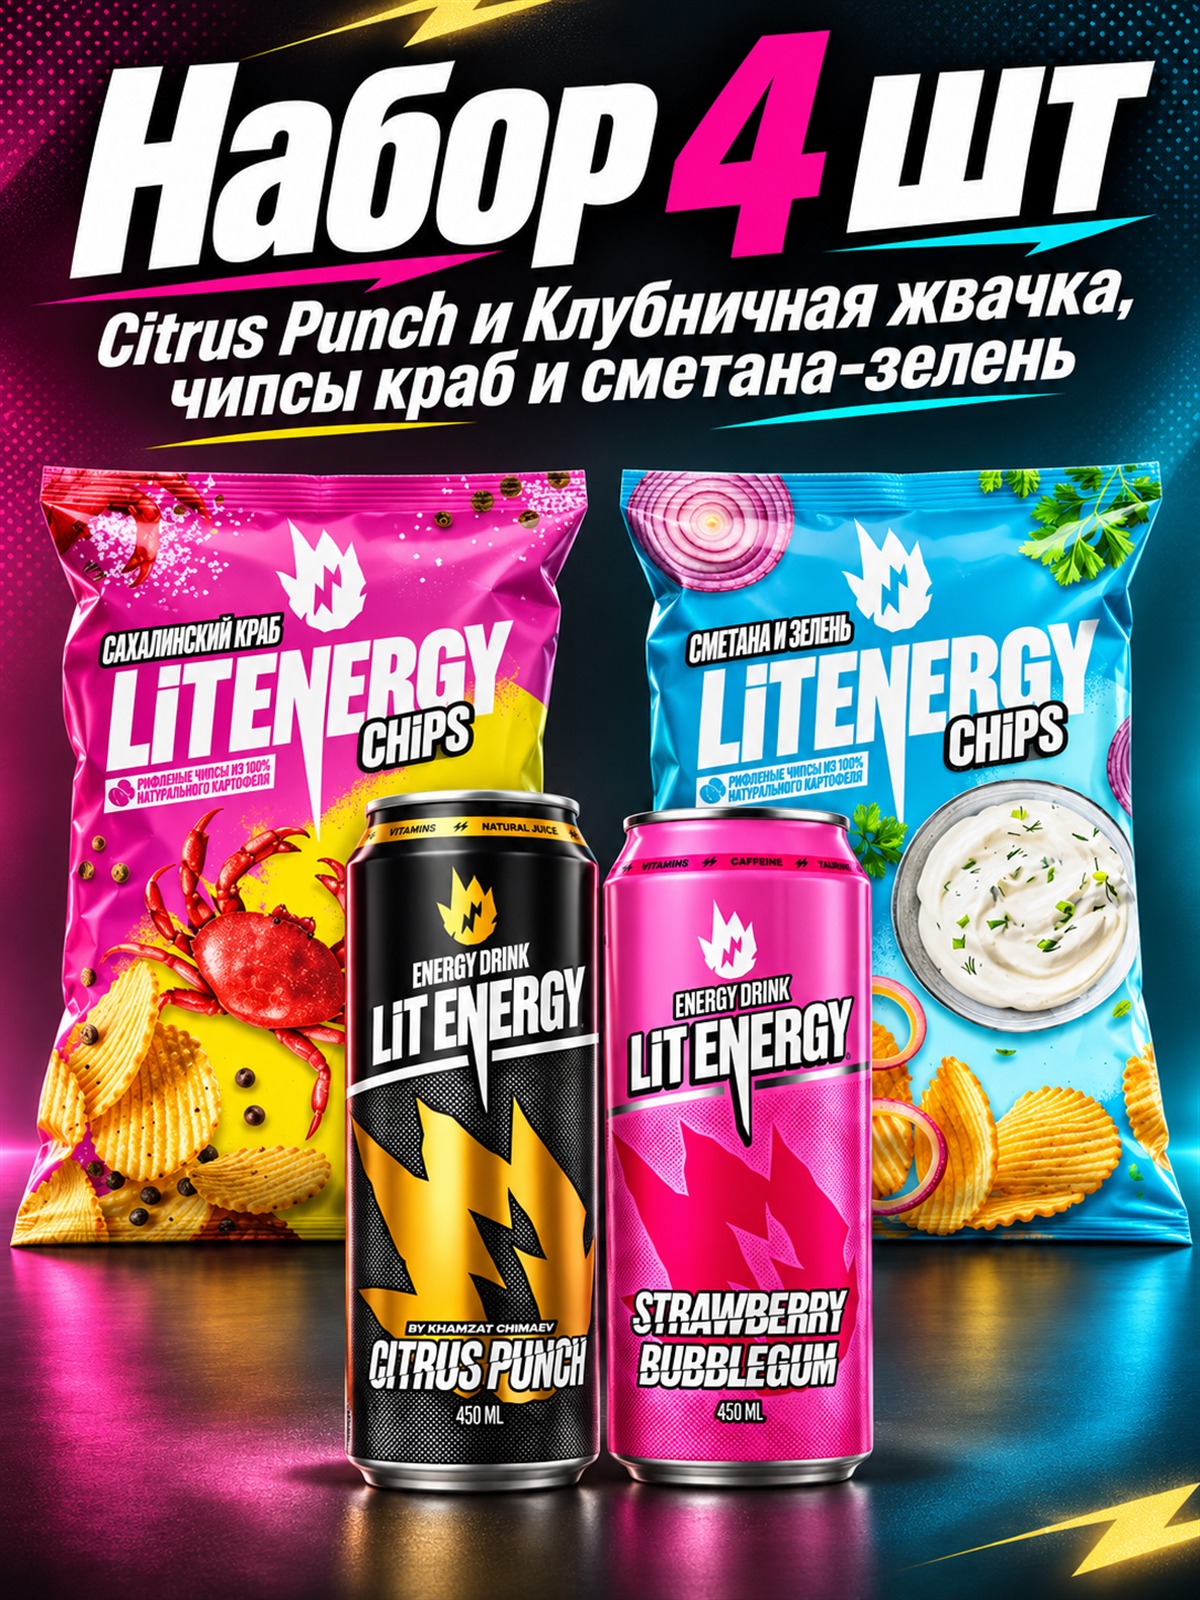 Набор 4 шт
Citrus Punch и Клубничная жвачка,
чипсы краб и сметана-зелень
САХАЛИНСКИЙ КРАБ
LiTENERGY
CHiPS
РИФЛЕНЫЕ ЧИПСЫ ИЗ 100%
НАТУРАЛЬНОГО КАРТОФЕЛЯ
СМЕТАНА И ЗЕЛЕНЬ
LiTENERGY
CHiPS
РИФЛЕНЫЕ ЧИПСЫ ИЗ 100%
НАТУРАЛЬНОГО КАРТОФЕЛЯ
VITAMINS NATURAL JUICE
ENERGY DRINK
LiT ENERGY
BY KHAMZAT CHIMAEV
CITRUS PUNCH
450 ML
VITAMINS CAFFEINE TAURINE
ENERGY DRINK
LiT ENERGY
STRAWBERRY
BUBBLEGUM
450 ML